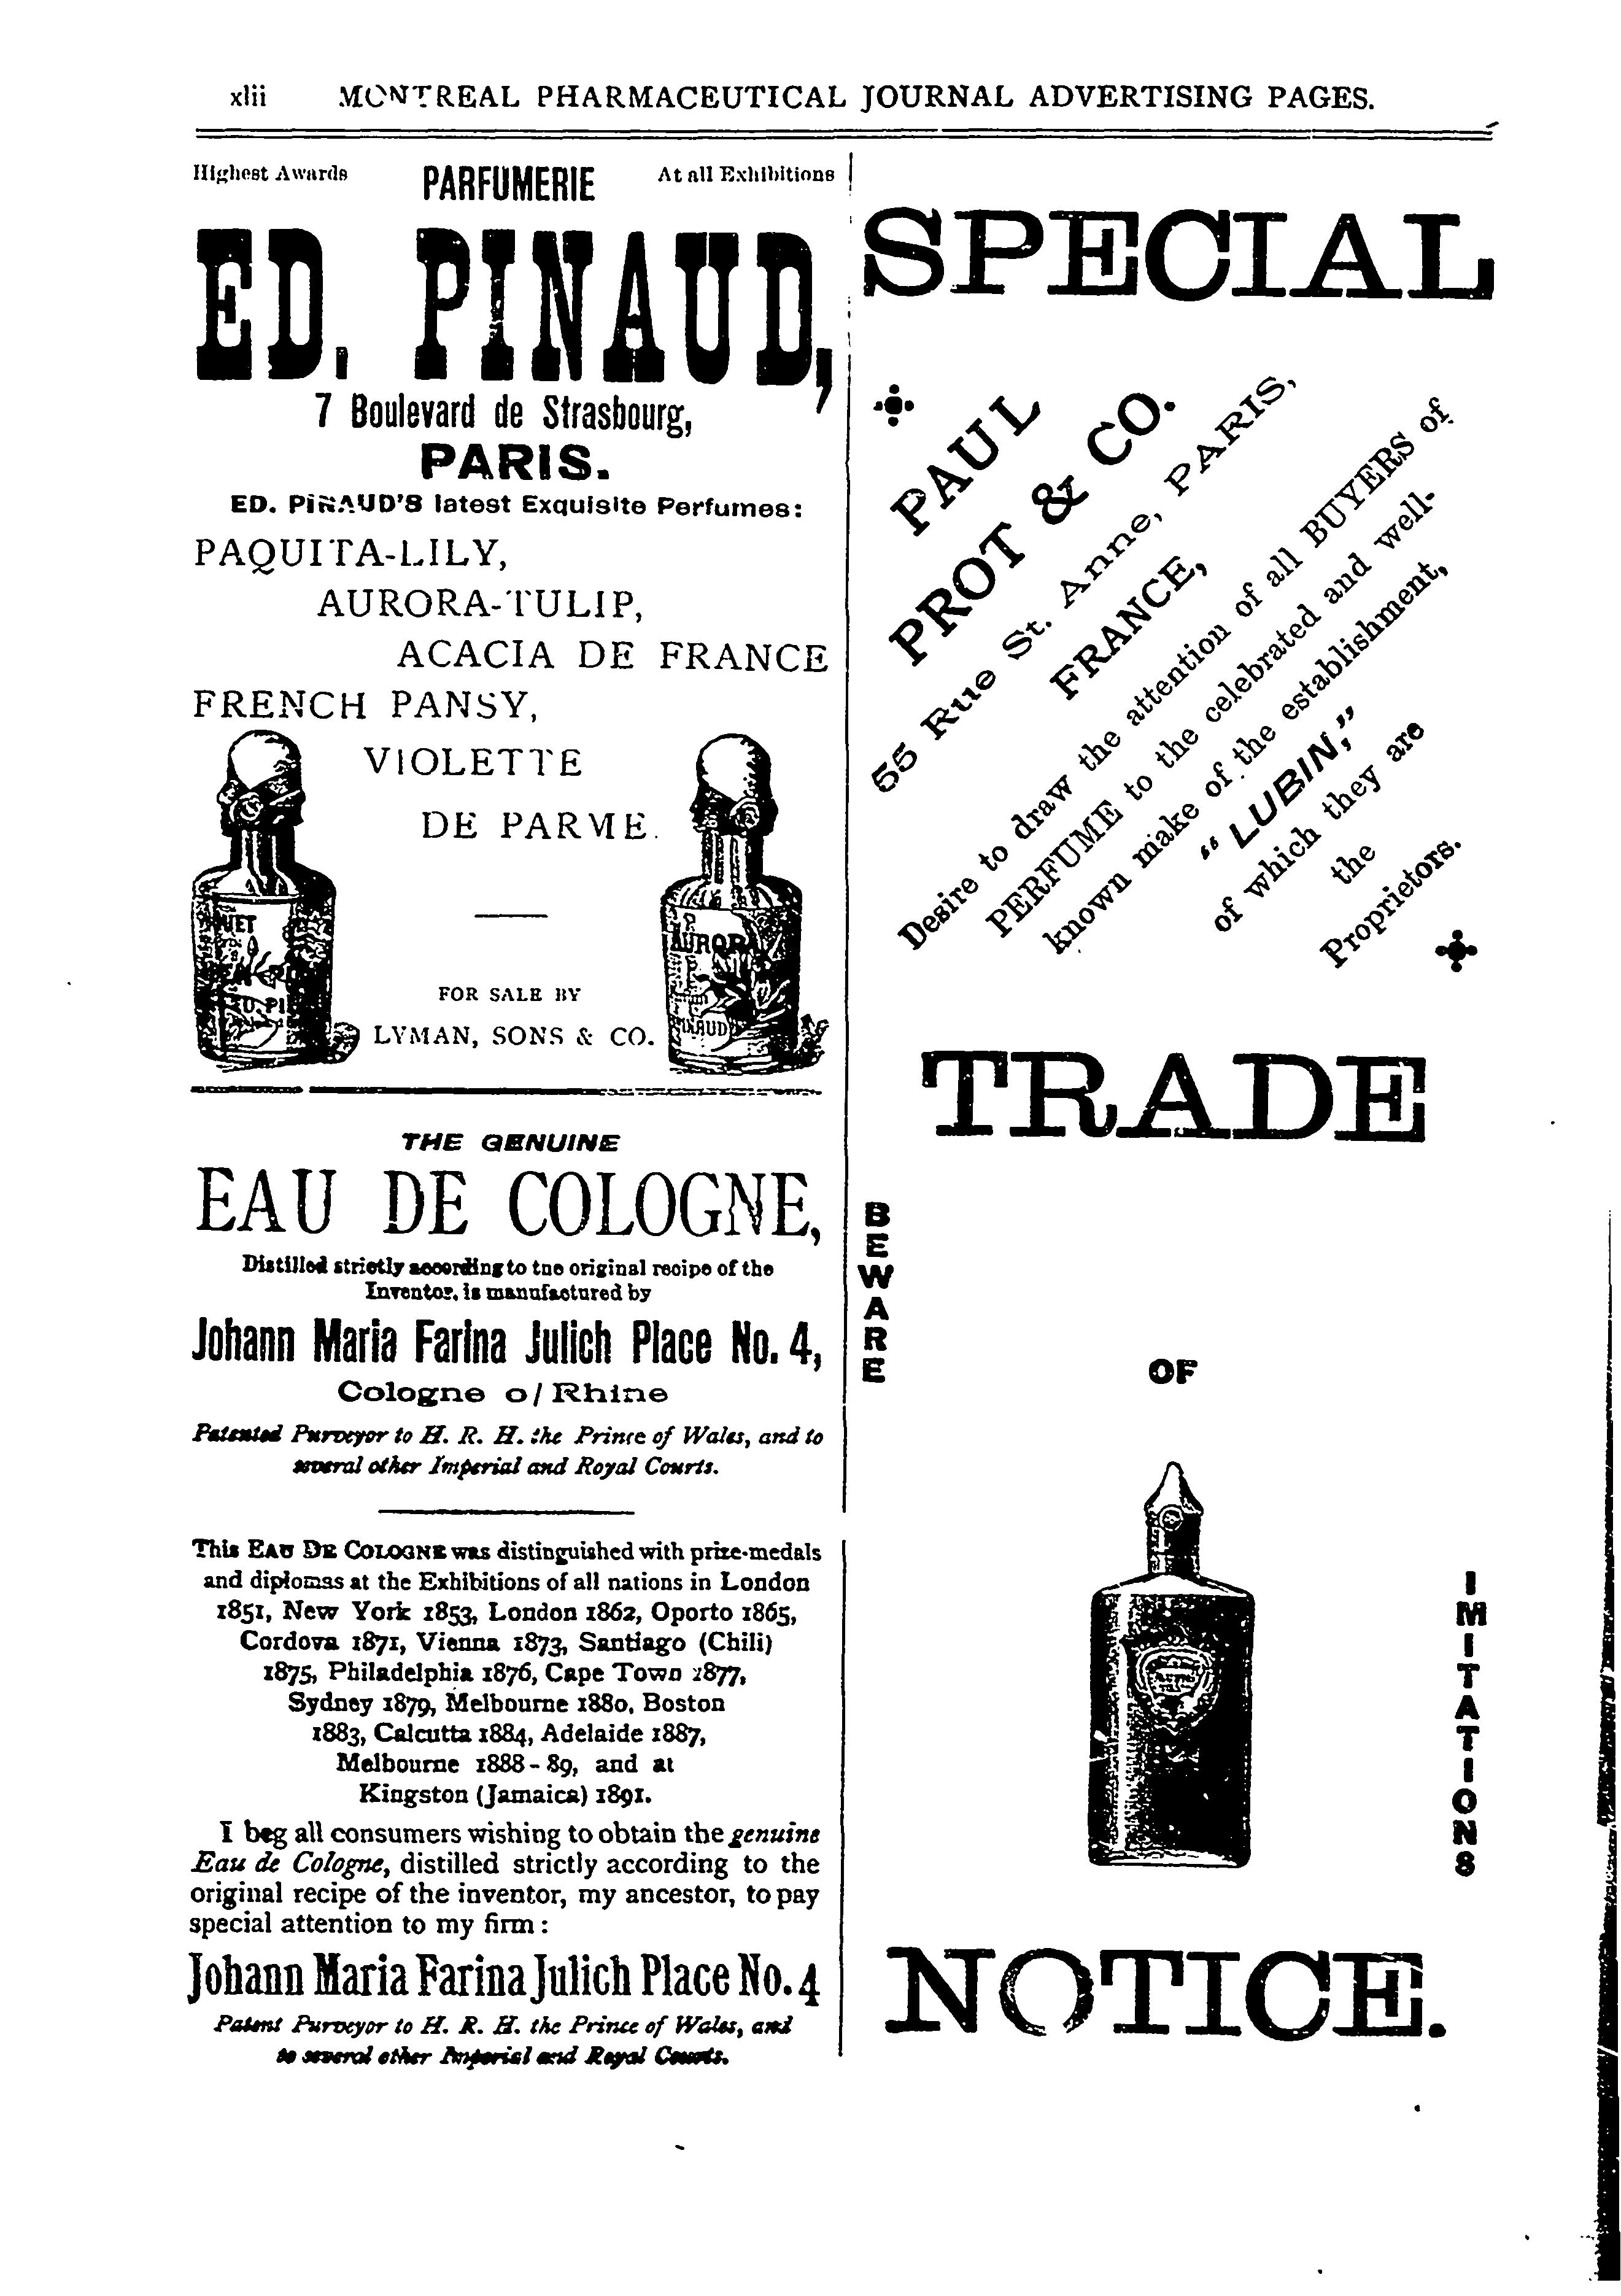 xlii MONTREAL PHARMACEUTICAL JOURNAL ADVERTISING PAGES.
Highest Awards PARFUMERIE At all Exhibitions
ED. PINAUD,
7 Boulevard de Strasbourg,
PARIS.
ED. PINAUD'S latest Exquisite Perfumes:
PAQUITA-LILY,
AURORA-TULIP,
ACACIA DE FRANCE
FRENCH PANSY,
VIOLETTE
DE PARME.
AURORA
PINAUD
FOR SALE BY
LYMAN, SONS & CO.
THE GENUINE
EAU DE COLOGNE,
Distilled strictly according to tne original recipe of the
Inventor, is manufactured by
Johann Maria Farina Julich Place No. 4,
Cologne o/Rhine
Patented Purveyor to H. R. H. the Prince of Wales, and to
several other Imperial and Royal Courts.
This EAU DE COLOGNE was distinguished with prize-medals
and diplomas at the Exhibitions of all nations in London
1851, New York 1853, London 1862, Oporto 1865,
Cordova 1871, Vienna 1873, Santiago (Chili)
1875, Philadelphia 1876, Cape Town 1877,
Sydney 1879, Melbourne 1880, Boston
1883, Calcutta 1884, Adelaide 1887,
Melbourne 1888-89, and at
Kingston (Jamaica) 1891.
I beg all consumers wishing to obtain the genuine
Eau de Cologne, distilled strictly according to the
original recipe of the inventor, my ancestor, to pay
special attention to my firm:
Johann Maria Farina Julich Place No. 4
Patent Purveyor to H. R. H. the Prince of Wales, and
to several other Imperial and Royal Courts.
SPECIAL
PAUL
PROT & CO.
55 Rue St. Anne, PARIS,
FRANCE,
Desire to draw the attention of all BUYERS of
PERFUME to the celebrated and well-
known make of the establishment,
"LUBIN,"
of which they are
the
Proprietors.
TRADE
BEWARE
OF
IMITATIONS
NOTICE.